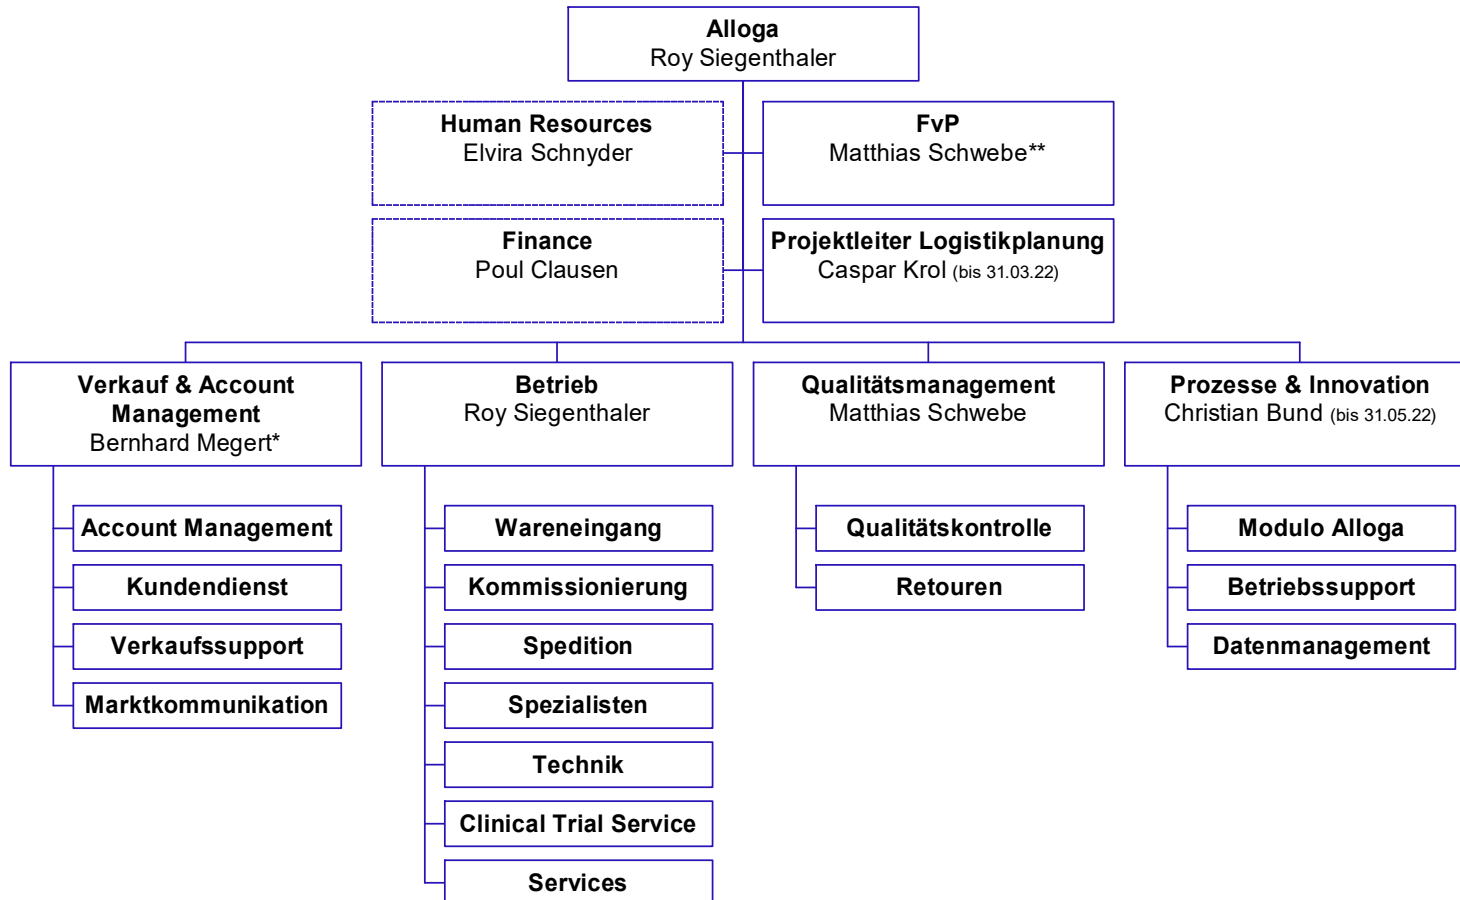 Alloga
Roy Siegenthaler
Human Resources
Elvira Schnyder
FvP
Matthias Schwebe**
Finance
Poul Clausen
Projektleiter Logistikplanung
Caspar Krol (bis 31.03.22)
Verkauf & Account
Management
Bernhard Megert*
Betrieb
Roy Siegenthaler
Qualitätsmanagement
Matthias Schwebe
Prozesse & Innovation
Christian Bund (bis 31.05.22)
Account Management
Kundendienst
Verkaufssupport
Marktkommunikation
Wareneingang
Kommissionierung
Spedition
Spezialisten
Technik
Clinical Trial Service
Services
Qualitätskontrolle
Retouren
Modulo Alloga
Betriebssupport
Datenmanagement